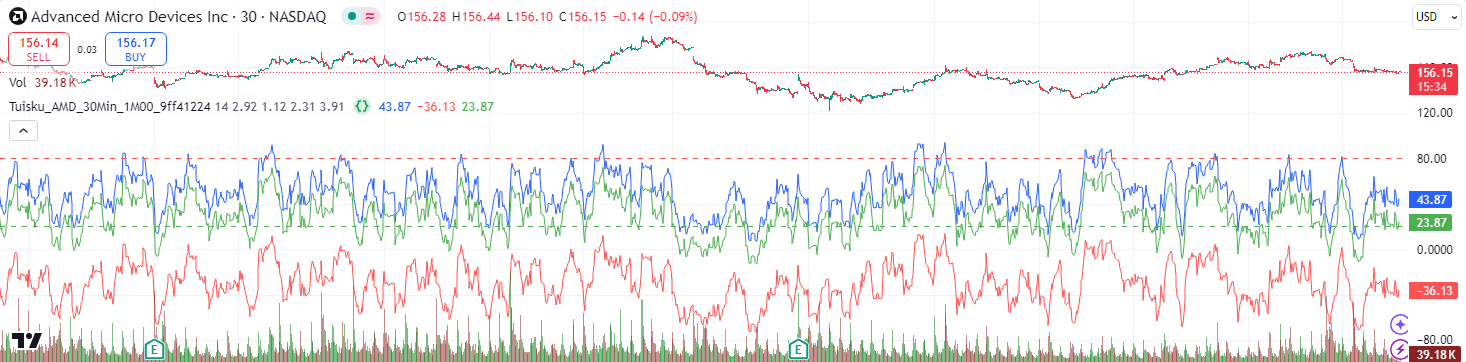 Advanced Micro Devices Inc · 30 · NASDAQ O156.28 H156.44 L156.10 C156.15 −0.14 (−0.09%) USD
156.14 SELL 0.03 156.17 BUY
Vol 39.18K
156.15
15:34
Tuisku_AMD_30Min_1M00_9ff41224 14 2.92 1.12 2.31 3.91 {} 43.87 −36.13 23.87
120.00
80.00
43.87
23.87
0.0000
−36.13
−80.00
E E
39.18K